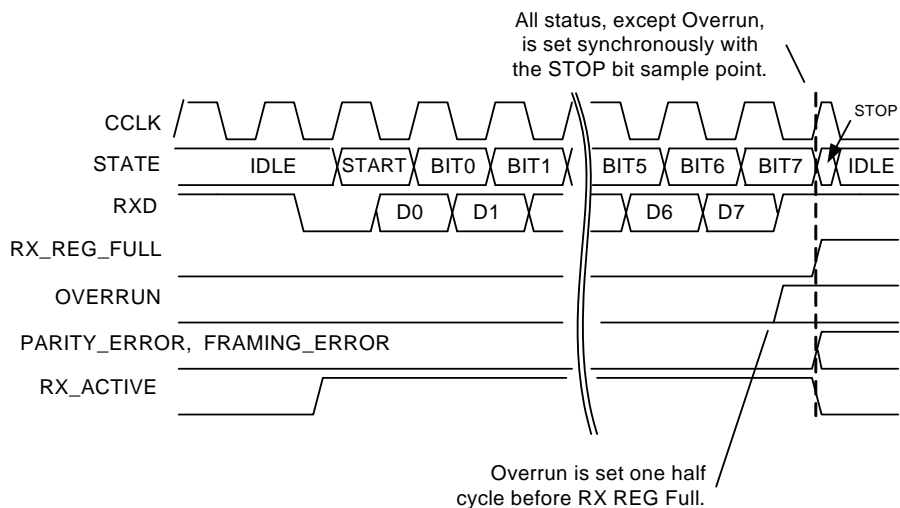 All status, except Overrun,
is set synchronously with
the STOP bit sample point.
CCLK
STOP
STATE IDLE START BIT0 BIT1 BIT5 BIT6 BIT7 IDLE
RXD D0 D1 D6 D7
RX_REG_FULL
OVERRUN
PARITY_ERROR, FRAMING_ERROR
RX_ACTIVE
Overrun is set one half
cycle before RX REG Full.